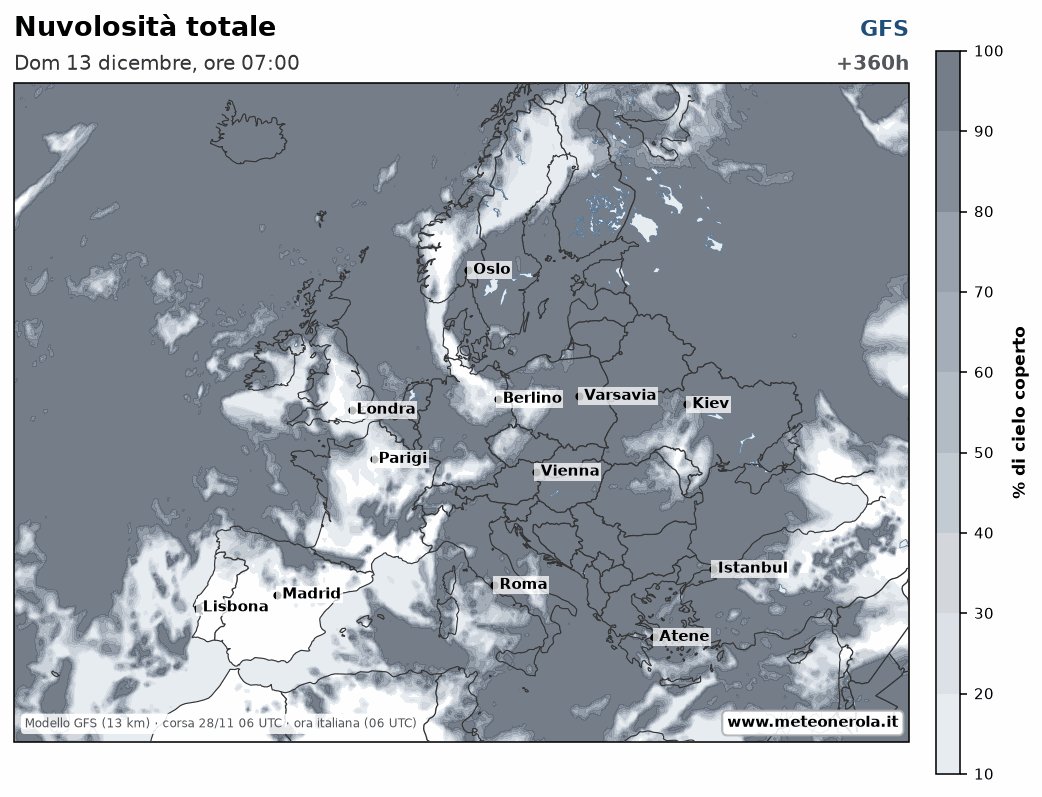 Nuvolosità totale
GFS
Dom 13 dicembre, ore 07:00
+360h
100
90
80
70
60
50
40
30
20
10
% di cielo coperto
Oslo
Berlino
Varsavia
Kiev
Londra
Parigi
Vienna
Istanbul
Roma
Madrid
Lisbona
Atene
Modello GFS (13 km) · corsa 28/11 06 UTC · ora italiana (06 UTC)
www.meteonerola.it